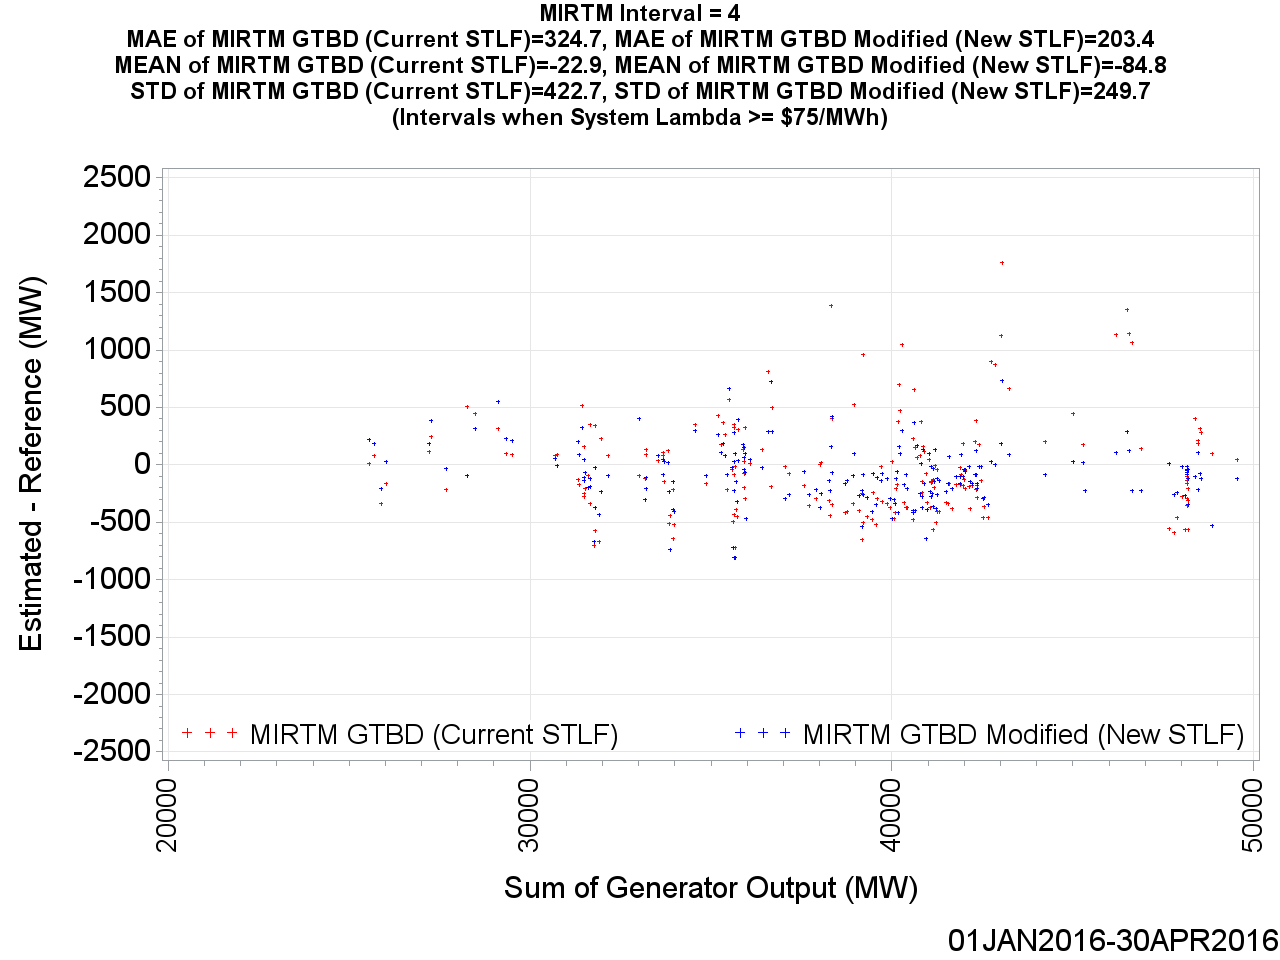 MIRTM Interval = 4
MAE of MIRTM GTBD (Current STLF)=324.7, MAE of MIRTM GTBD Modified (New STLF)=203.4
MEAN of MIRTM GTBD (Current STLF)=-22.9, MEAN of MIRTM GTBD Modified (New STLF)=-84.8
STD of MIRTM GTBD (Current STLF)=422.7, STD of MIRTM GTBD Modified (New STLF)=249.7
(Intervals when System Lambda >= $75/MWh)
Estimated - Reference (MW)
2500
2000
1500
1000
500
0
-500
-1000
-1500
-2000
-2500
MIRTM GTBD (Current STLF)
MIRTM GTBD Modified (New STLF)
20000
30000
40000
50000
Sum of Generator Output (MW)
01JAN2016-30APR2016